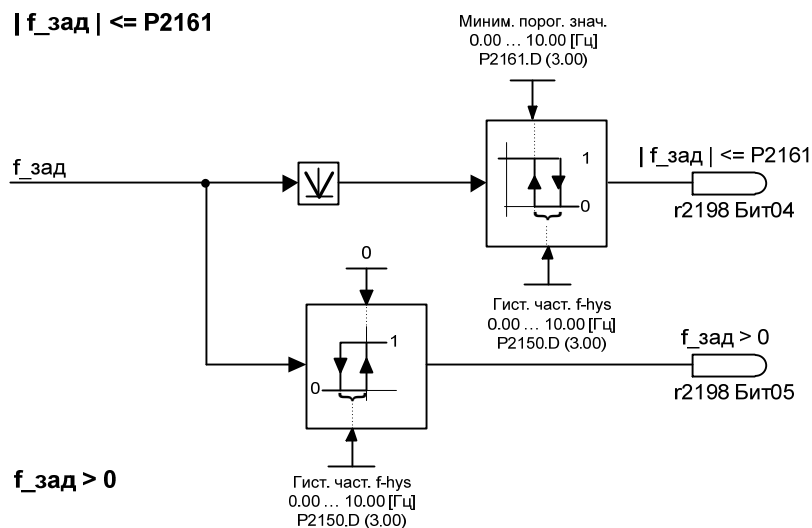 | f_зад | <= P2161
Миним. порог. знач.
0.00 ... 10.00 [Гц]
P2161.D (3.00)
f_зад
1
0
| f_зад | <= P2161
r2198 Бит04
0
Гист. част. f-hys
0.00 ... 10.00 [Гц]
P2150.D (3.00)
1
0
f_зад > 0
r2198 Бит05
f_зад > 0
Гист. част. f-hys
0.00 ... 10.00 [Гц]
P2150.D (3.00)